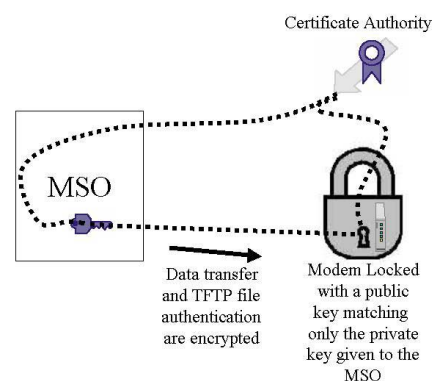 Certificate Authority
MSO
Data transfer
and TFTP file
authentication
are encrypted
Modem Locked
with a public
key matching
only the private
key given to the
MSO